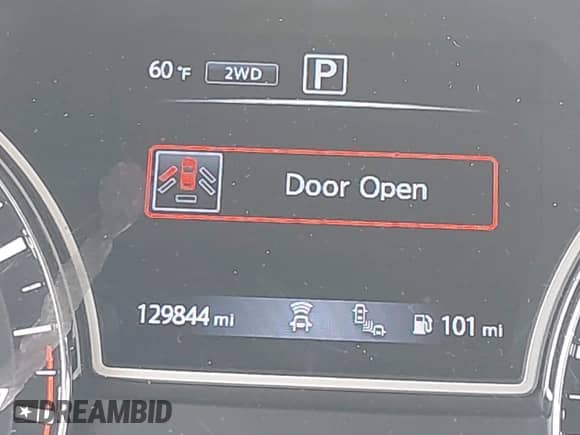 60 °F 2WD P
Door Open
129844 mi 101 mi
DREAMBID